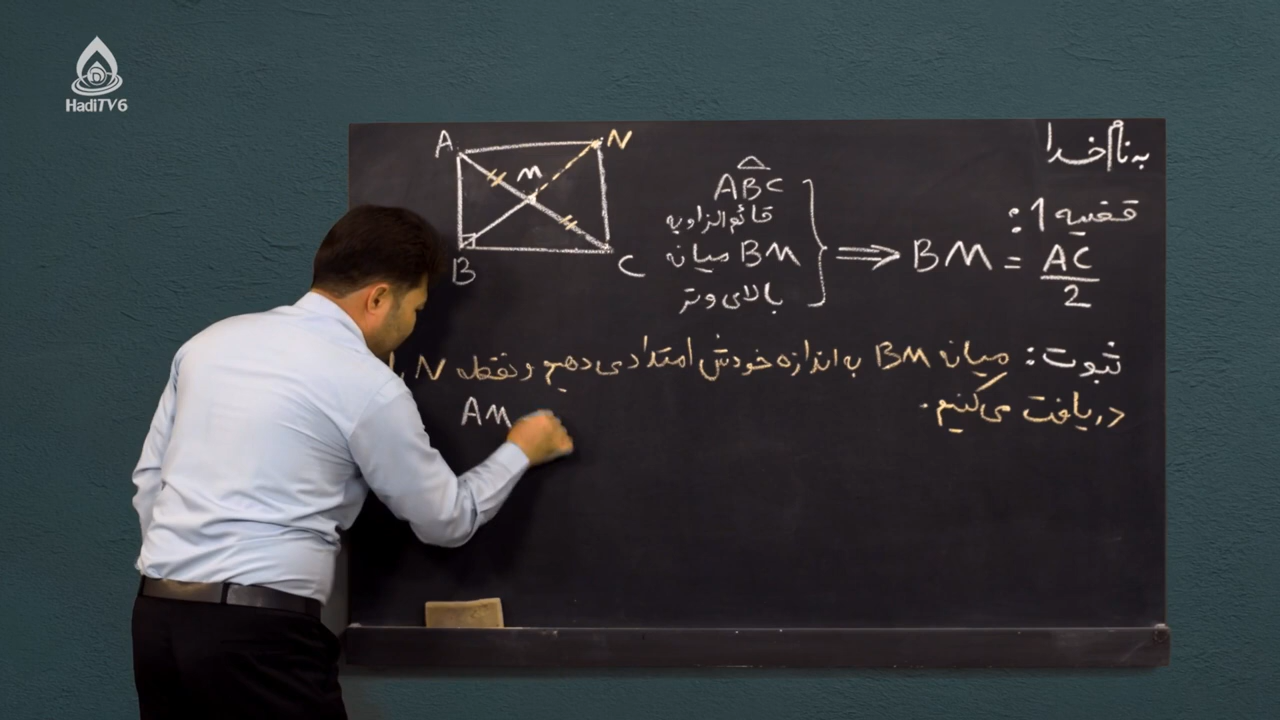 HadiTV6
به نام خدا
قضیه 1:
A N
M
B C
ABC
قائم الزاویه
BM میانه
بالای وتر
⇒ BM = AC/2
ثبوت: میانه BM به اندازه خودش امتداد می دهیم و نقطه N را
دریافت می کنیم.
AM